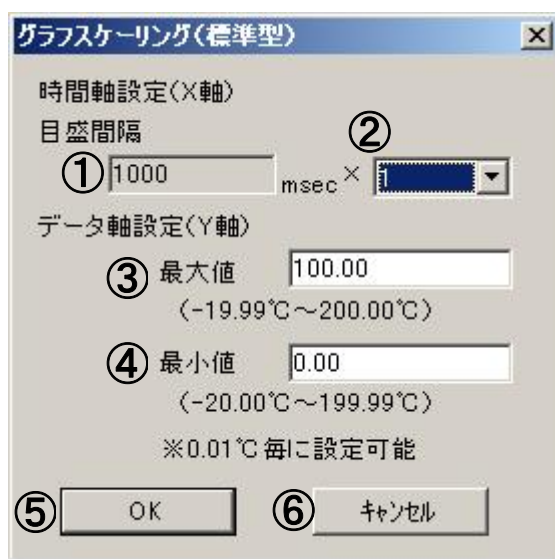 グラフスケーリング(標準型)
時間軸設定(X軸)
目盛間隔
② 
① 1000 msec × 1
データ軸設定(Y軸)
③ 最大値 100.00
(-19.99℃~200.00℃)
④ 最小値 0.00
(-20.00℃~199.99℃)
※0.01℃毎に設定可能
⑤ OK ⑥ キャンセル